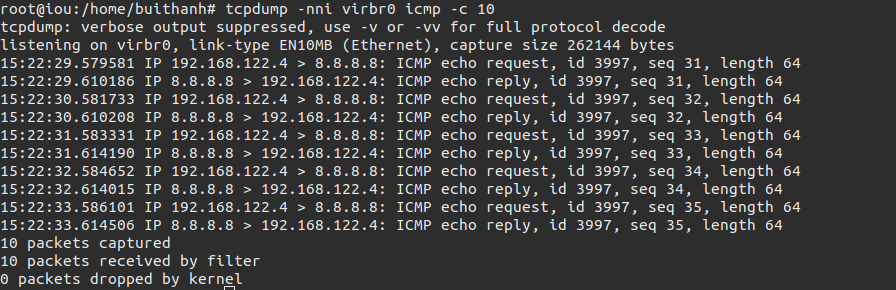 root@iou:/home/buithanh# tcpdump -nni virbr0 icmp -c 10
tcpdump: verbose output suppressed, use -v or -vv for full protocol decode
listening on virbr0, link-type EN10MB (Ethernet), capture size 262144 bytes
15:22:29.579581 IP 192.168.122.4 > 8.8.8.8: ICMP echo request, id 3997, seq 31, length 64
15:22:29.610186 IP 8.8.8.8 > 192.168.122.4: ICMP echo reply, id 3997, seq 31, length 64
15:22:30.581733 IP 192.168.122.4 > 8.8.8.8: ICMP echo request, id 3997, seq 32, length 64
15:22:30.610208 IP 8.8.8.8 > 192.168.122.4: ICMP echo reply, id 3997, seq 32, length 64
15:22:31.583331 IP 192.168.122.4 > 8.8.8.8: ICMP echo request, id 3997, seq 33, length 64
15:22:31.614190 IP 8.8.8.8 > 192.168.122.4: ICMP echo reply, id 3997, seq 33, length 64
15:22:32.584652 IP 192.168.122.4 > 8.8.8.8: ICMP echo request, id 3997, seq 34, length 64
15:22:32.614015 IP 8.8.8.8 > 192.168.122.4: ICMP echo reply, id 3997, seq 34, length 64
15:22:33.586101 IP 192.168.122.4 > 8.8.8.8: ICMP echo request, id 3997, seq 35, length 64
15:22:33.614506 IP 8.8.8.8 > 192.168.122.4: ICMP echo reply, id 3997, seq 35, length 64
10 packets captured
10 packets received by filter
0 packets dropped by kernel